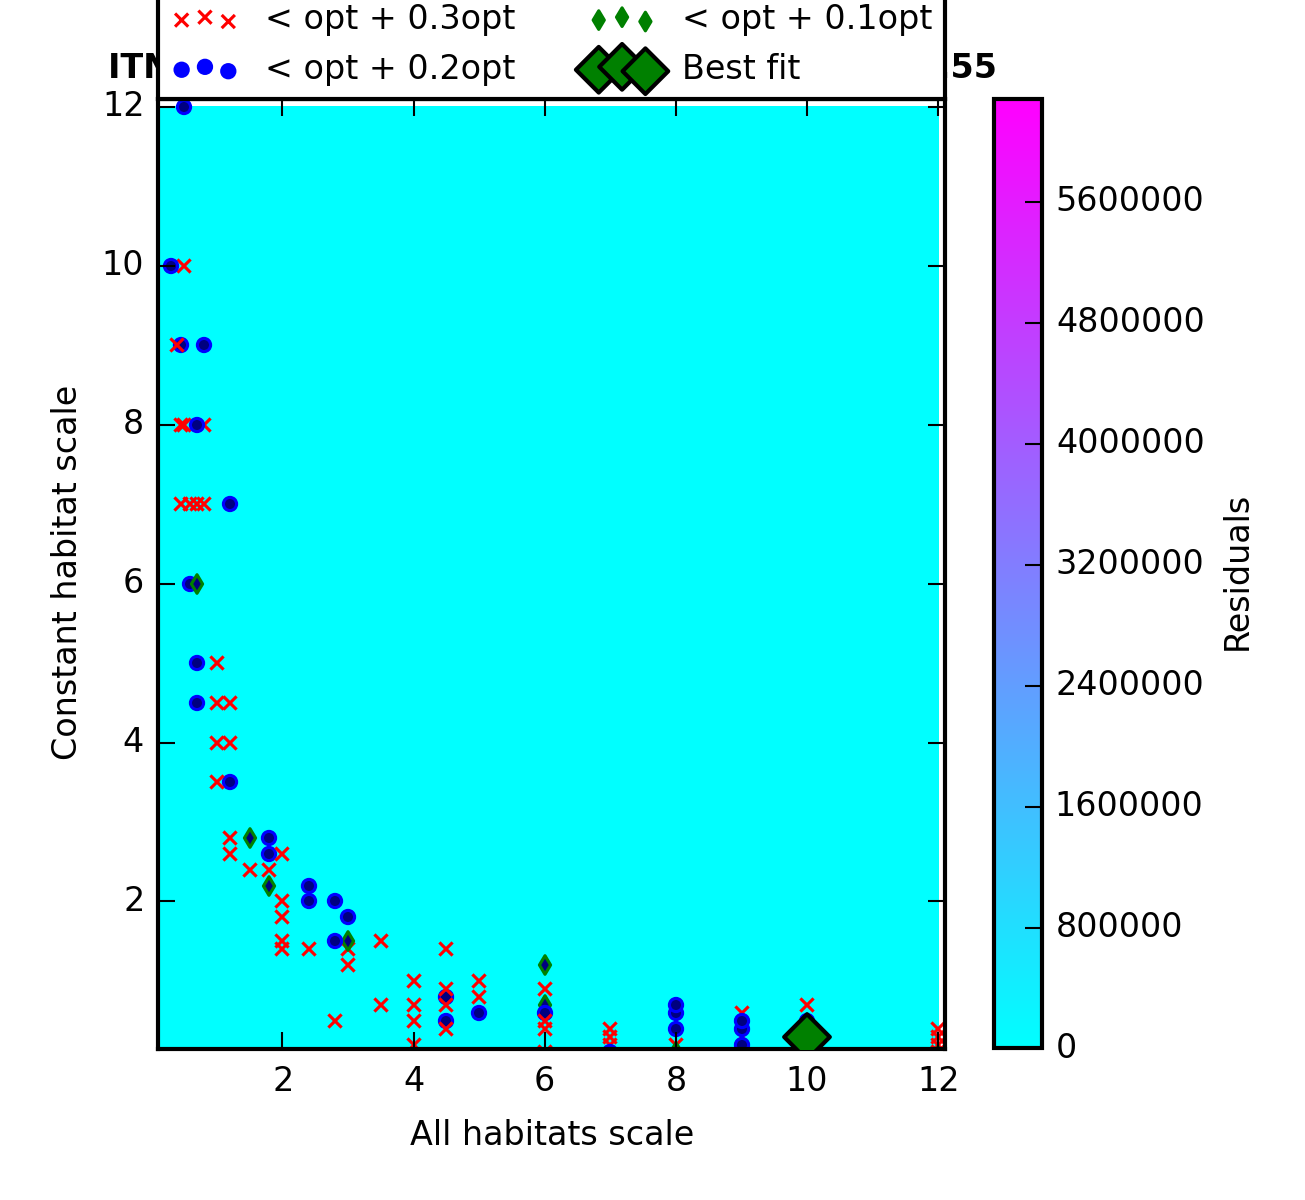 < opt + 0.3opt < opt + 0.1opt
< opt + 0.2opt Best fit
55
12
10
8
6
4
2
Constant habitat scale
2 4 6 8 10 12
All habitats scale
5600000
4800000
4000000
3200000
2400000
1600000
800000
0
Residuals